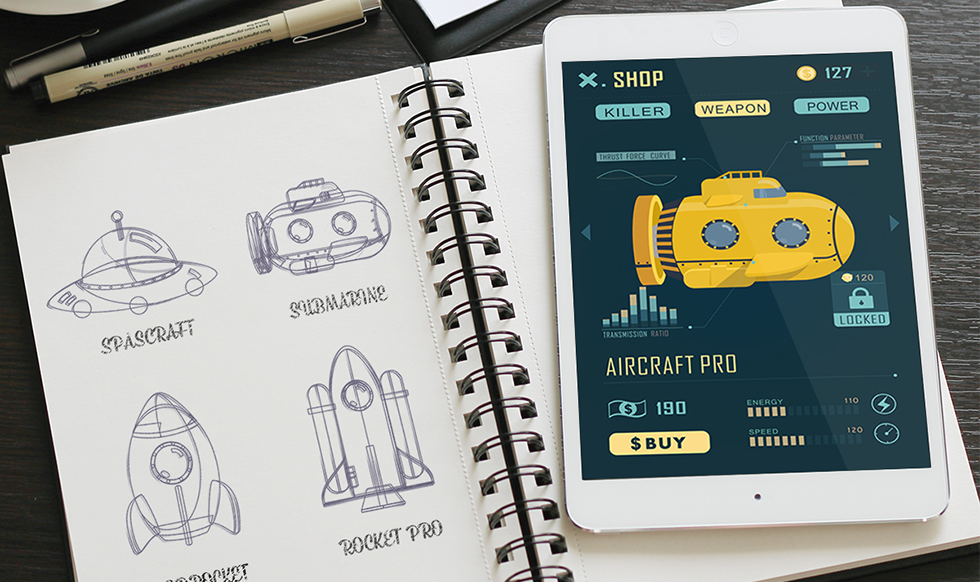 SPASCRAFT
SUBMARINE
ROCKET PRO
ROCKET
X. SHOP
127 +
KILLER
WEAPON
POWER
THRUST FORCE CURVE
FUNCTION PARAMETER
120
LOCKED
TRANSMISSION RATIO
AIRCRAFT PRO
$ 190
ENERGY 110
$ BUY
SPEED 120